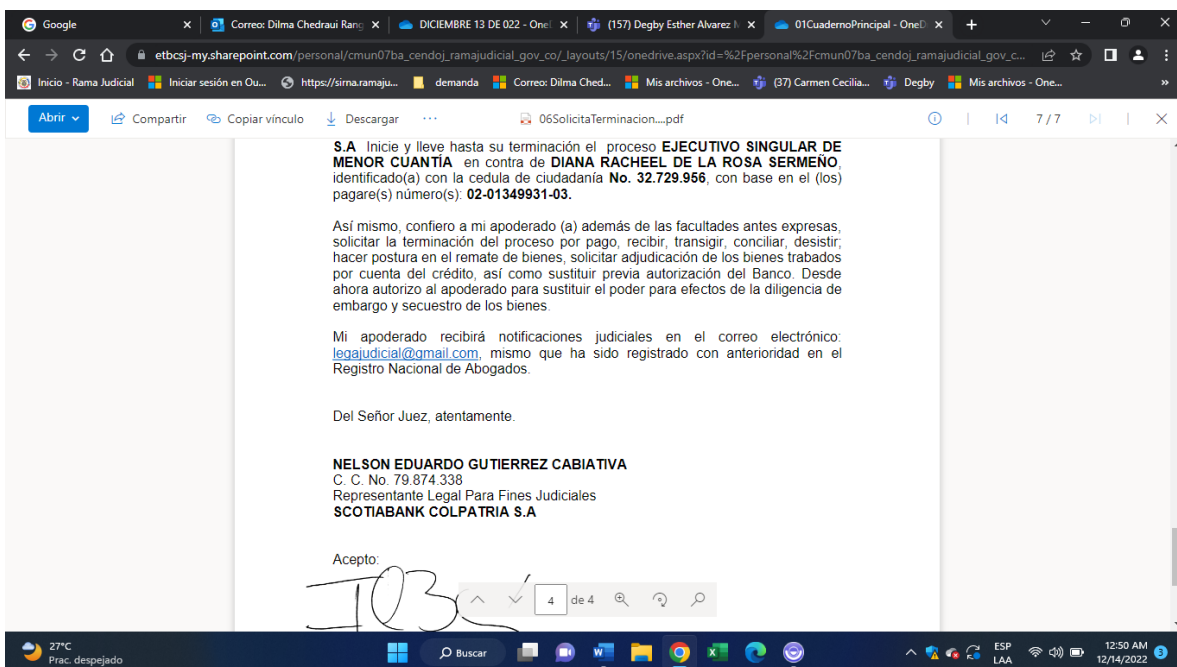 Google
Correo: Dilma Chedraui Rang
DICIEMBRE 13 DE 022 - Onel
(157) Degby Esther Alvarez N
01CuadernoPrincipal - OneD
etbcsj-my.sharepoint.com/personal/cmun07ba_cendoj_ramajudicial_gov_co/_layouts/15/onedrive.aspx?id=%2Fpersonal%2Fcmun07ba_cendoj_ramajudicial_gov_c...
Inicio - Rama Judicial
Iniciar sesión en Ou...
https://sirna.ramaju...
demanda
Correo: Dilma Ched...
Mis archivos - One...
(37) Carmen Cecilia...
Degby
Mis archivos - One...
»
Abrir
Compartir
Copiar vínculo
Descargar
...
06SolicitaTerminacion....pdf
7 / 7
S.A Inicie y lleve hasta su terminación el proceso EJECUTIVO SINGULAR DE
MENOR CUANTÍA en contra de DIANA RACHEEL DE LA ROSA SERMEÑO,
identificado(a) con la cedula de ciudadanía No. 32.729.956, con base en el (los)
pagare(s) número(s): 02-01349931-03.
Así mismo, confiero a mi apoderado (a) además de las facultades antes expresas,
solicitar la terminación del proceso por pago, recibir, transigir, conciliar, desistir;
hacer postura en el remate de bienes, solicitar adjudicación de los bienes trabados
por cuenta del crédito, así como sustituir previa autorización del Banco. Desde
ahora autorizo al apoderado para sustituir el poder para efectos de la diligencia de
embargo y secuestro de los bienes.
Mi apoderado recibirá notificaciones judiciales en el correo electrónico:
legajudicial@gmail.com, mismo que ha sido registrado con anterioridad en el
Registro Nacional de Abogados.
Del Señor Juez, atentamente.
NELSON EDUARDO GUTIERREZ CABIATIVA
C. C. No. 79.874.338
Representante Legal Para Fines Judiciales
SCOTIABANK COLPATRIA S.A
Acepto:
4 de 4
27°C
Prac. despejado
Buscar
ESP
LAA
12:50 AM
12/14/2022
3